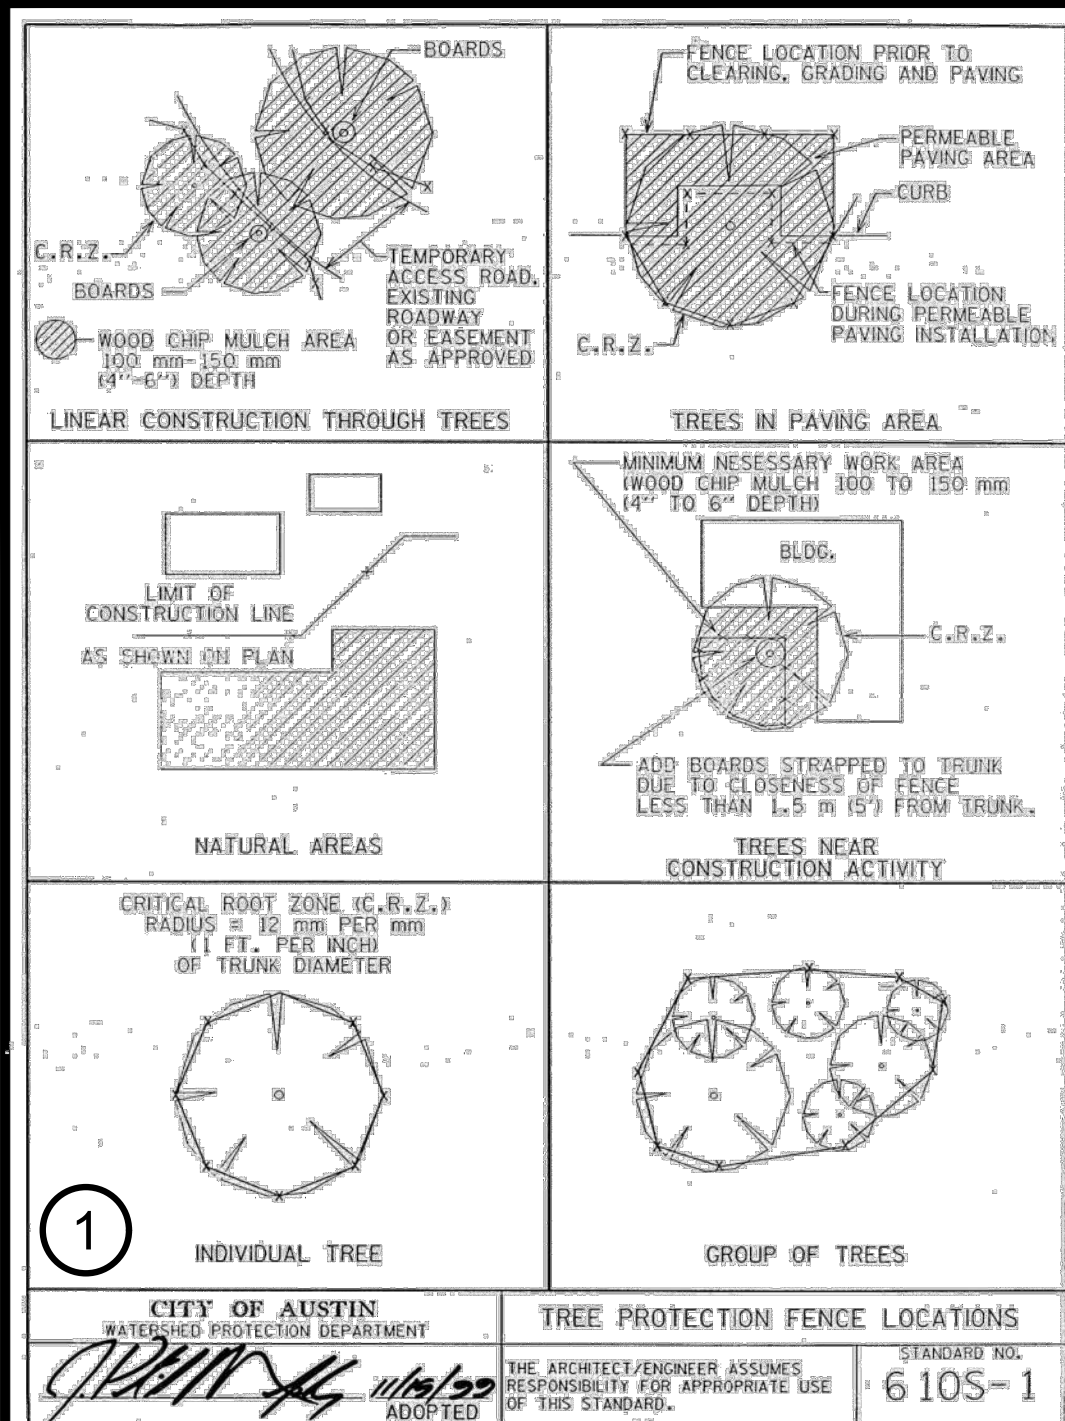 BOARDS
C.R.Z.
BOARDS
TEMPORARY
ACCESS ROAD,
EXISTING
ROADWAY
OR EASEMENT
AS APPROVED
WOOD CHIP MULCH AREA
100 mm-150 mm
(4"-6") DEPTH
LINEAR CONSTRUCTION THROUGH TREES
FENCE LOCATION PRIOR TO
CLEARING, GRADING AND PAVING
PERMEABLE
PAVING AREA
CURB
FENCE LOCATION
DURING PERMEABLE
PAVING INSTALLATION
C.R.Z.
TREES IN PAVING AREA
LIMIT OF
CONSTRUCTION LINE
AS SHOWN ON PLAN
NATURAL AREAS
MINIMUM NESESSARY WORK AREA
(WOOD CHIP MULCH 100 TO 150 mm
(4" TO 6" DEPTH)
BLDG.
C.R.Z.
ADD BOARDS STRAPPED TO TRUNK
DUE TO CLOSENESS OF FENCE
LESS THAN 1.5 m (5') FROM TRUNK.
TREES NEAR
CONSTRUCTION ACTIVITY
CRITICAL ROOT ZONE (C.R.Z.)
RADIUS = 12 mm PER mm
(1 FT. PER INCH)
OF TRUNK DIAMETER
1
INDIVIDUAL TREE
GROUP OF TREES
CITY OF AUSTIN
WATERSHED PROTECTION DEPARTMENT
11/15/99
ADOPTED
TREE PROTECTION FENCE LOCATIONS
THE ARCHITECT/ENGINEER ASSUMES
RESPONSIBILITY FOR APPROPRIATE USE
OF THIS STANDARD.
STANDARD NO.
610S-1